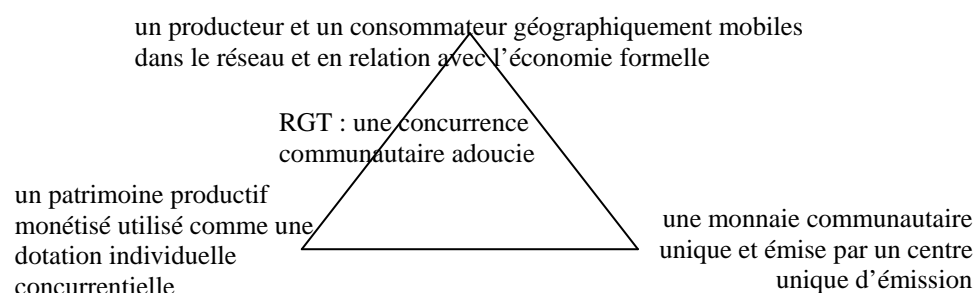 un producteur et un consommateur géographiquement mobiles
dans le réseau et en relation avec l'économie formelle
RGT : une concurrence
communautaire adoucie
un patrimoine productif
monétisé utilisé comme une
dotation individuelle
concurrentielle
une monnaie communautaire
unique et émise par un centre
unique d'émission